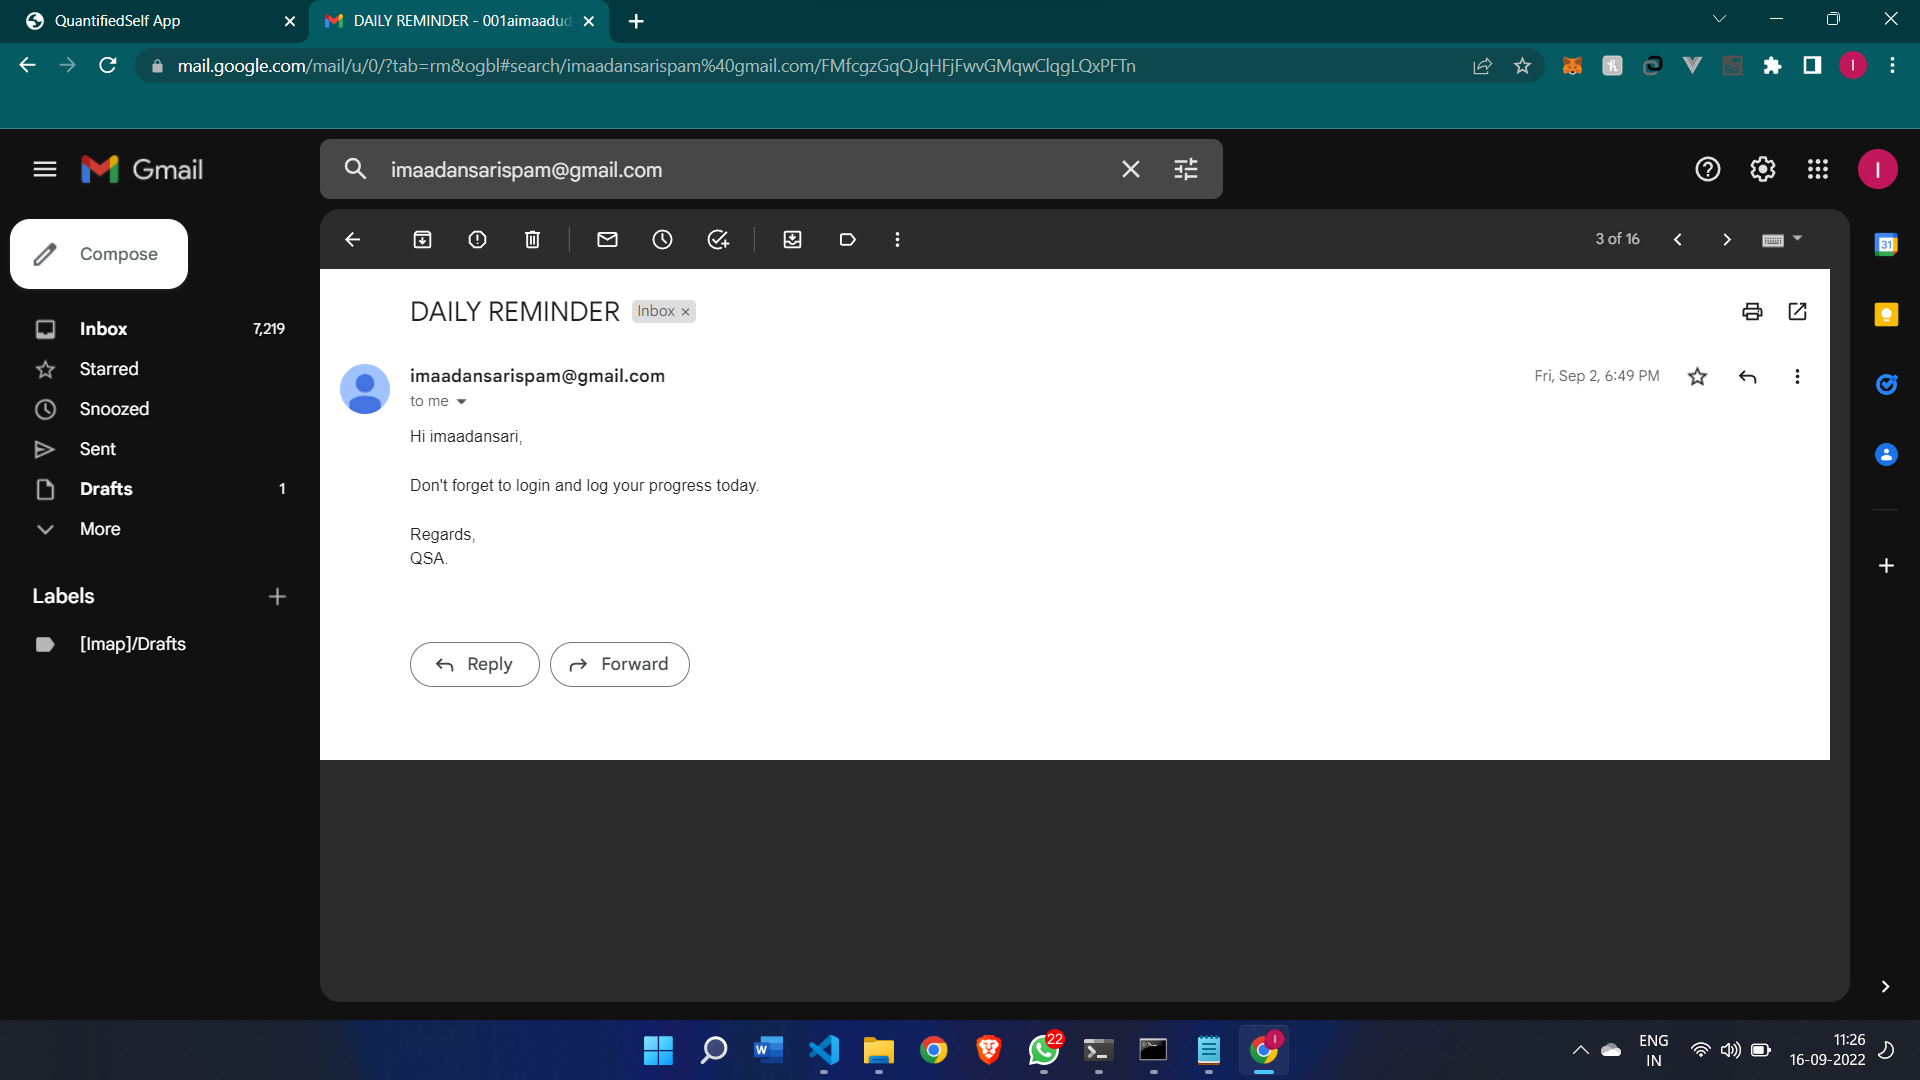 QuantifiedSelf App
DAILY REMINDER - 001aimaadud
mail.google.com/mail/u/0/?tab=rm&ogbl#search/imaadansarispam%40gmail.com/FMfcgzGqQJqHFjFwvGMqwClqgLQxPFTn
I
Gmail
imaadansarispam@gmail.com
I
Compose
3 of 16
31
DAILY REMINDER
Inbox ×
Inbox 7,219
Starred
Snoozed
Sent
Drafts 1
More
Labels
[Imap]/Drafts
imaadansarispam@gmail.com
Fri, Sep 2, 6:49 PM
to me
Hi imaadansari,
Don't forget to login and log your progress today.
Regards,
QSA.
Reply
Forward
22
I
ENG
IN
11:26
16-09-2022